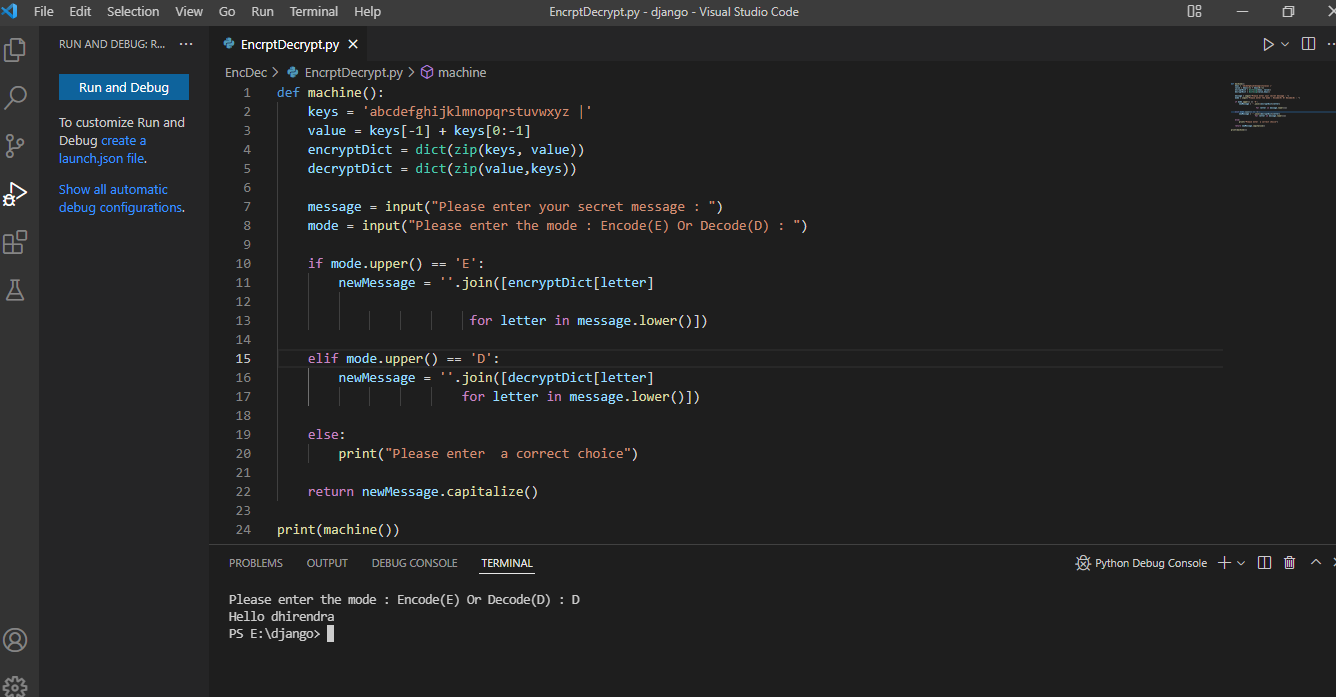 File Edit Selection View Go Run Terminal Help EncrptDecrypt.py - django - Visual Studio Code
RUN AND DEBUG: R... ···
Run and Debug
To customize Run and
Debug create a
launch.json file.
Show all automatic
debug configurations.
EncrptDecrypt.py
EncDec > EncrptDecrypt.py > machine
1 def machine():
2     keys = 'abcdefghijklmnopqrstuvwxyz |'
3     value = keys[-1] + keys[0:-1]
4     encryptDict = dict(zip(keys, value))
5     decryptDict = dict(zip(value,keys))
6
7     message = input("Please enter your secret message : ")
8     mode = input("Please enter the mode : Encode(E) Or Decode(D) : ")
9
10     if mode.upper() == 'E':
11         newMessage = ''.join([encryptDict[letter]
12
13                          for letter in message.lower()])
14
15     elif mode.upper() == 'D':
16         newMessage = ''.join([decryptDict[letter]
17                         for letter in message.lower()])
18
19     else:
20         print("Please enter  a correct choice")
21
22     return newMessage.capitalize()
23
24 print(machine())
PROBLEMS OUTPUT DEBUG CONSOLE TERMINAL Python Debug Console
Please enter the mode : Encode(E) Or Decode(D) : D
Hello dhirendra
PS E:\django>